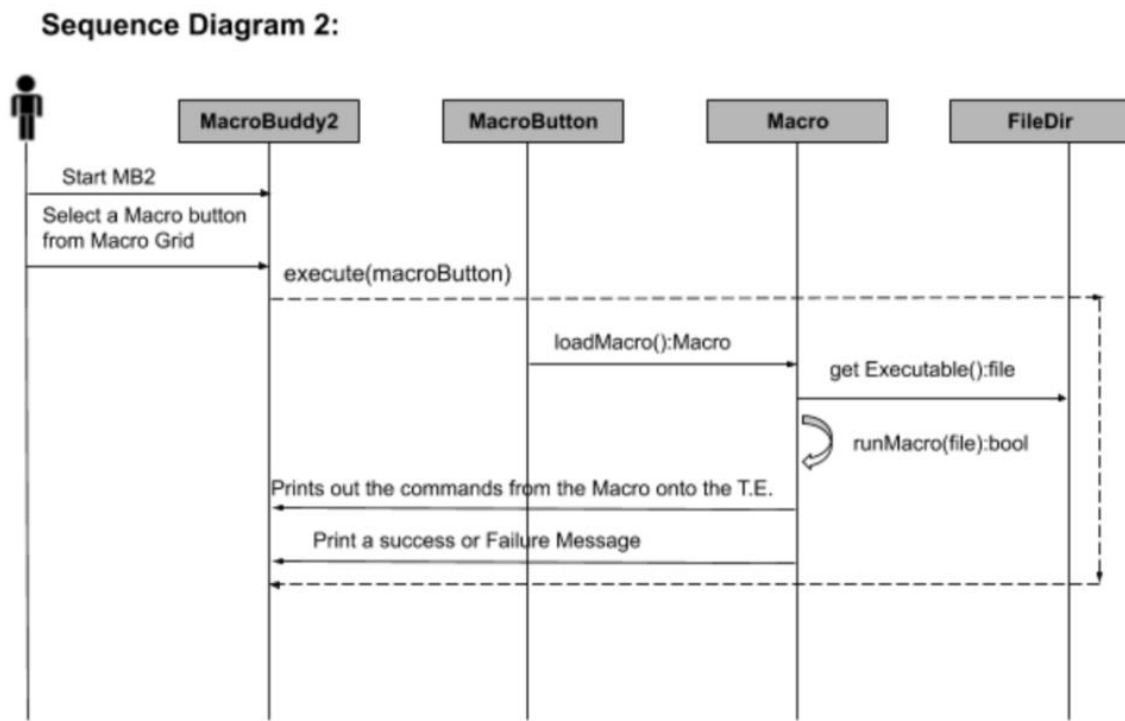 Sequence Diagram 2:
MacroBuddy2
MacroButton
Macro
FileDir
Start MB2
Select a Macro button
from Macro Grid
execute(macroButton)
loadMacro():Macro
get Executable():file
runMacro(file):bool
Prints out the commands from the Macro onto the T.E.
Print a success or Failure Message